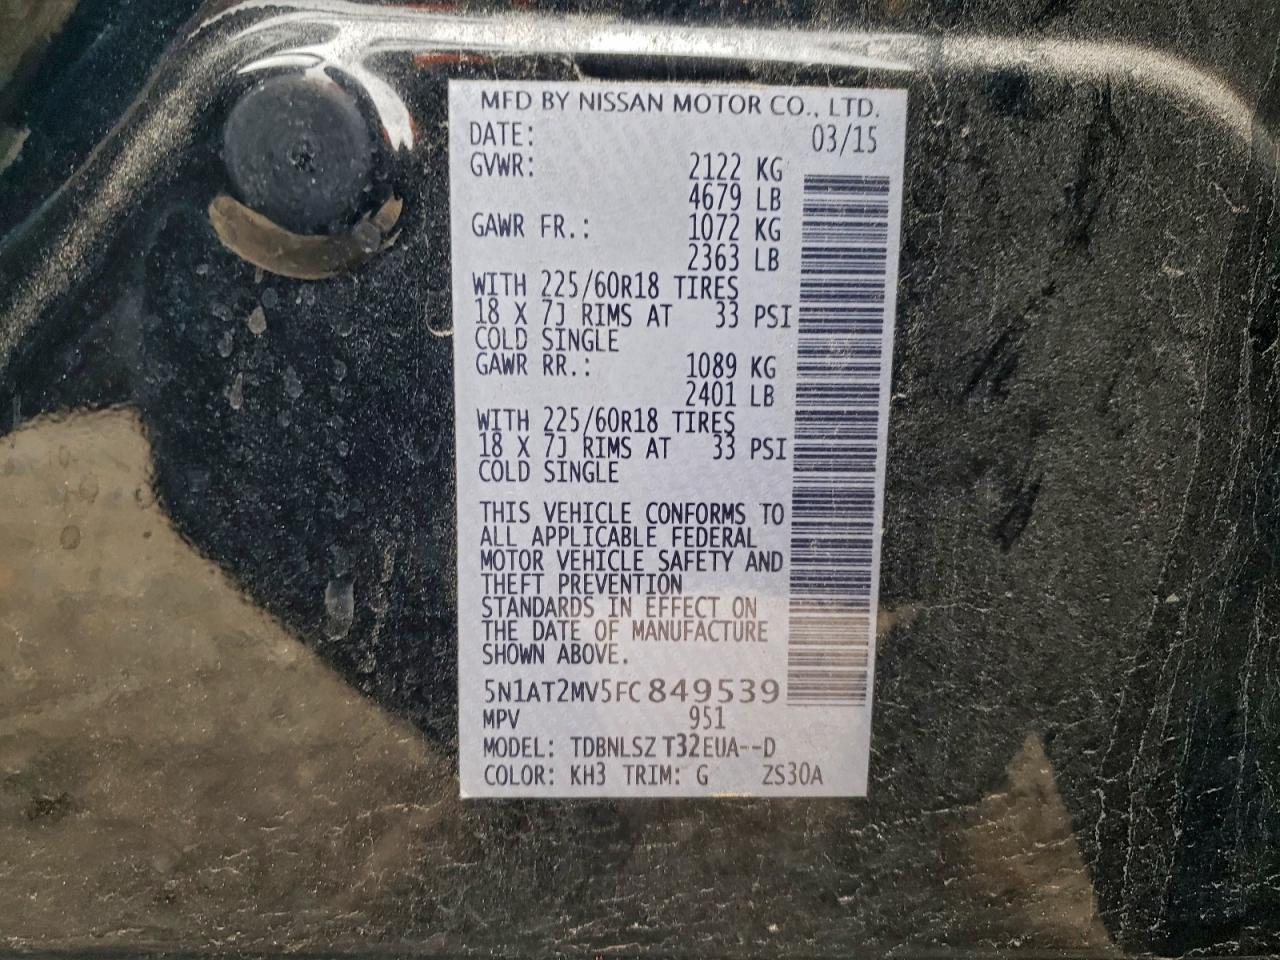 MFD BY NISSAN MOTOR CO., LTD.
DATE: 03/15
GVWR: 2122 KG
4679 LB
GAWR FR.: 1072 KG
2363 LB
WITH 225/60R18 TIRES
18 X 7J RIMS AT 33 PSI
COLD SINGLE
GAWR RR.: 1089 KG
2401 LB
WITH 225/60R18 TIRES
18 X 7J RIMS AT 33 PSI
COLD SINGLE
THIS VEHICLE CONFORMS TO
ALL APPLICABLE FEDERAL
MOTOR VEHICLE SAFETY AND
THEFT PREVENTION
STANDARDS IN EFFECT ON
THE DATE OF MANUFACTURE
SHOWN ABOVE.
5N1AT2MV5FC849539
MPV 951
MODEL: TDBNLSZ T32EUA--D
COLOR: KH3 TRIM: G ZS30A